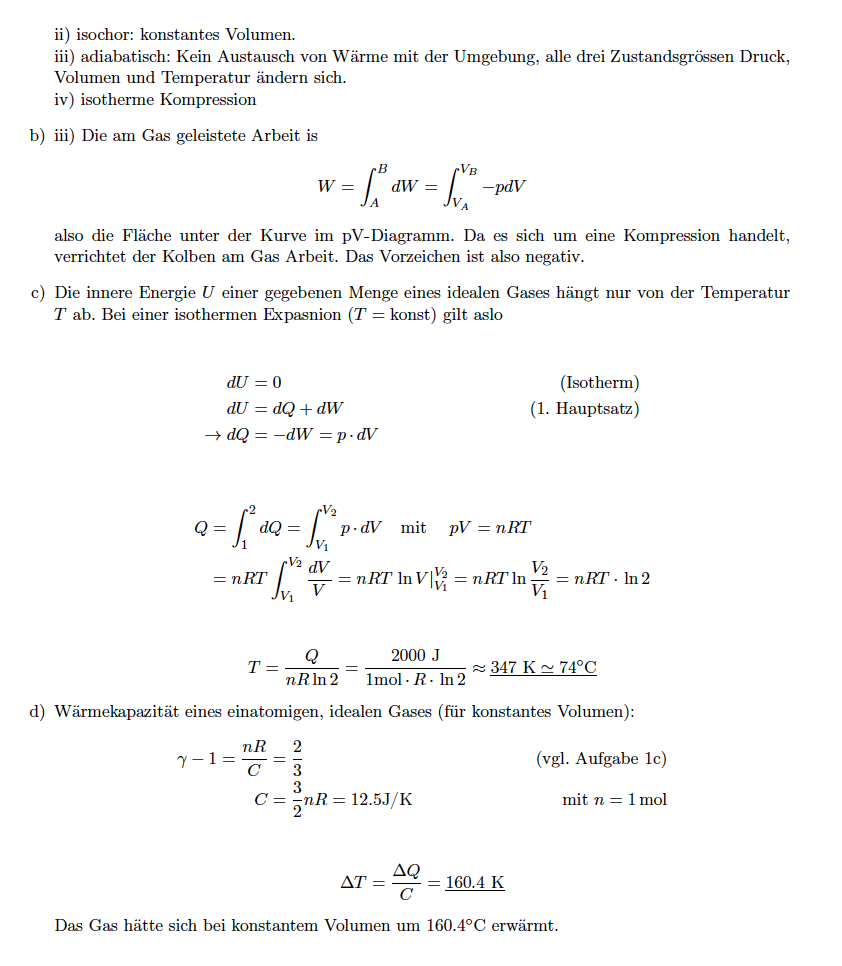 ii) isochor: konstantes Volumen.
iii) adiabatisch: Kein Austausch von Wärme mit der Umgebung, alle drei Zustandsgrössen Druck,
Volumen und Temperatur ändern sich.
iv) isotherme Kompression
b) iii) Die am Gas geleistete Arbeit ist
W = ∫_A^B dW = ∫_{V_A}^{V_B} −pdV
also die Fläche unter der Kurve im pV-Diagramm. Da es sich um eine Kompression handelt,
verrichtet der Kolben am Gas Arbeit. Das Vorzeichen ist also negativ.
c) Die innere Energie U einer gegebenen Menge eines idealen Gases hängt nur von der Temperatur
T ab. Bei einer isothermen Expasnion (T = konst) gilt aslo
dU = 0 (Isotherm)
dU = dQ + dW (1. Hauptsatz)
→ dQ = −dW = p · dV
Q = ∫_1^2 dQ = ∫_{V_1}^{V_2} p · dV mit pV = nRT
= nRT ∫_{V_1}^{V_2} dV/V = nRT ln V|_{V_1}^{V_2} = nRT ln V_2/V_1 = nRT · ln 2
T = Q/(nR ln 2) = 2000 J/(1mol · R · ln 2) ≈ 347 K ≃ 74°C
d) Wärmekapazität eines einatomigen, idealen Gases (für konstantes Volumen):
γ − 1 = nR/C = 2/3 (vgl. Aufgabe 1c)
C = 3/2 nR = 12.5J/K mit n = 1 mol
ΔT = ΔQ/C = 160.4 K
Das Gas hätte sich bei konstantem Volumen um 160.4°C erwärmt.